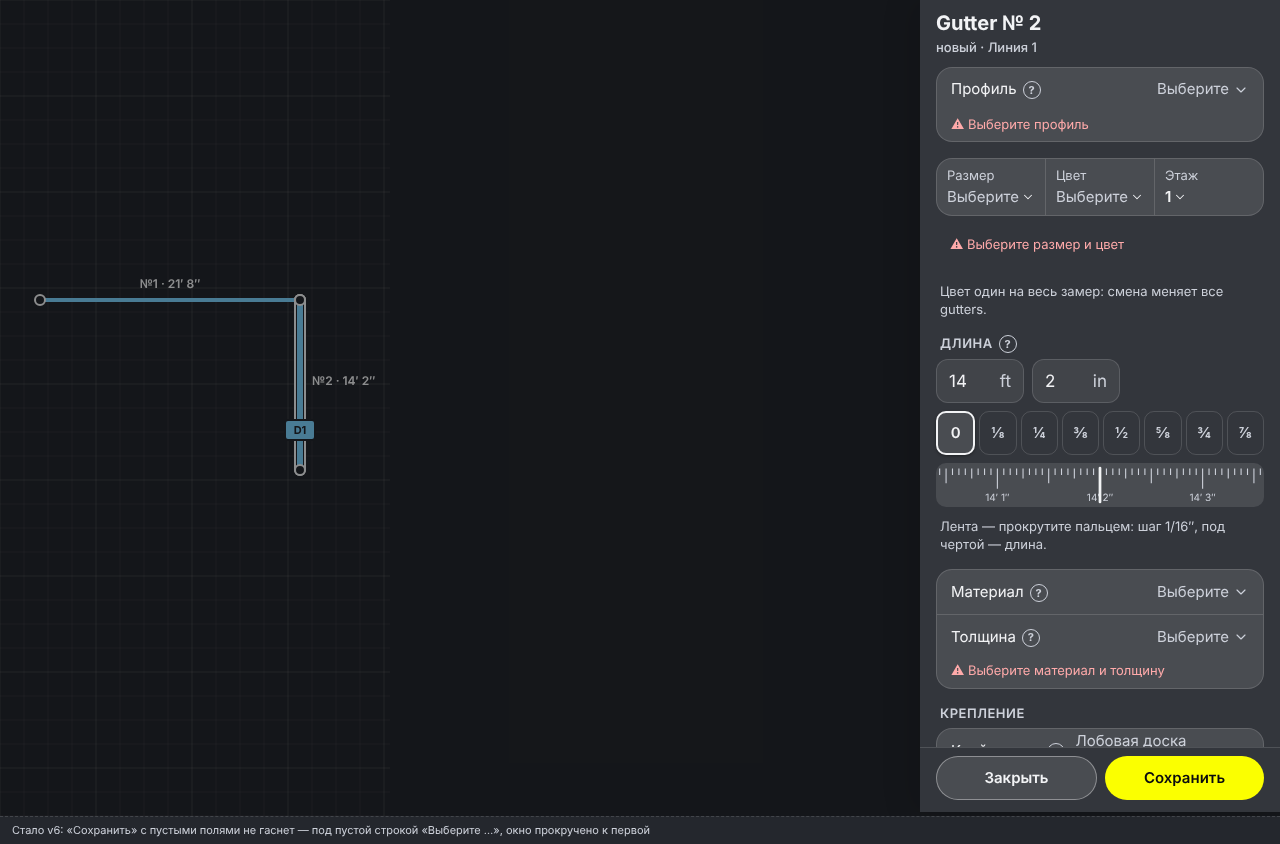 Gutter № 2
новый · Линия 1
Профиль ? Выберите
Выберите профиль
Размер Цвет Этаж
Выберите Выберите 1
Выберите размер и цвет
Цвет один на весь замер: смена меняет все
gutters.
ДЛИНА ?
14 ft 2 in
0 ⅛ ¼ ⅜ ½ ⅝ ¾ ⅞
14′ 1″ 14′ 2″ 14′ 3″
Лента — прокрутите пальцем: шаг 1/16″, под
чертой — длина.
Материал ? Выберите
Толщина ? Выберите
Выберите материал и толщину
КРЕПЛЕНИЕ
Лобовая доска
Закрыть Сохранить
№1 · 21′ 8″
№2 · 14′ 2″
D1
Стало v6: «Сохранить» с пустыми полями не гаснет — под пустой строкой «Выберите ...», окно прокручено к первой